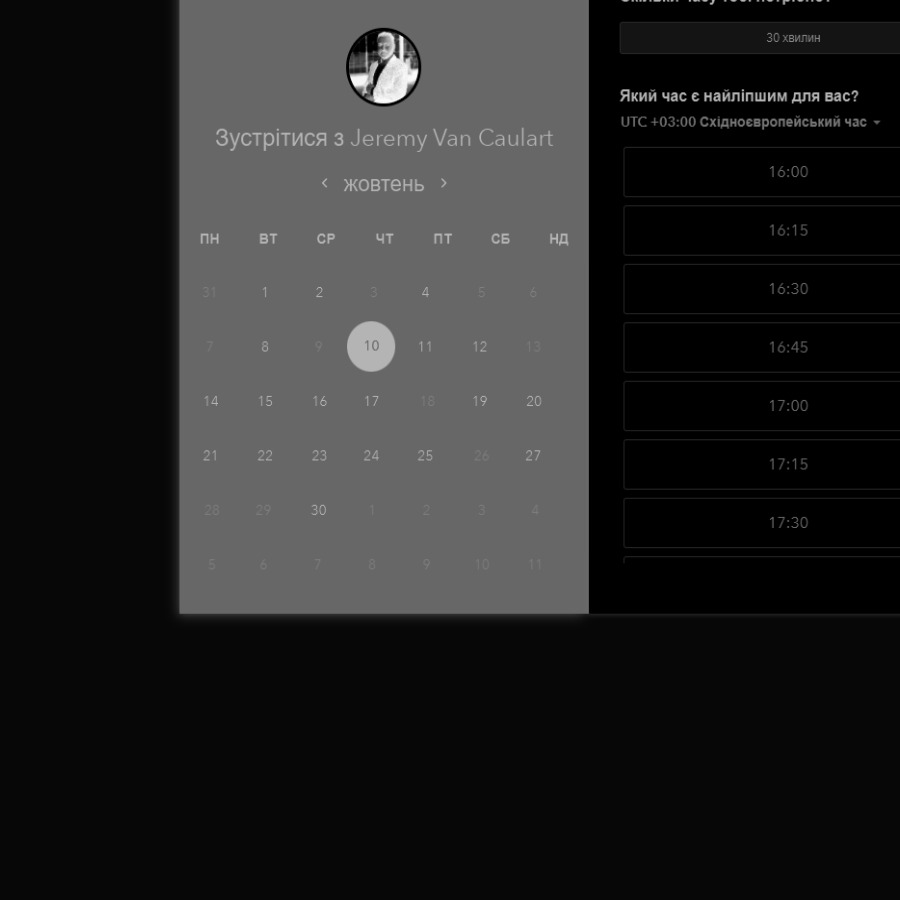 Зустрітися з Jeremy Van Caulart
жовтень
ПН ВТ СР ЧТ ПТ СБ НД
31 1 2 3 4 5 6
7 8 9 10 11 12 13
14 15 16 17 18 19 20
21 22 23 24 25 26 27
28 29 30 1 2 3 4
5 6 7 8 9 10 11
30 хвилин
Який час є найліпшим для вас?
UTC +03:00 Східноєвропейський час
16:00
16:15
16:30
16:45
17:00
17:15
17:30